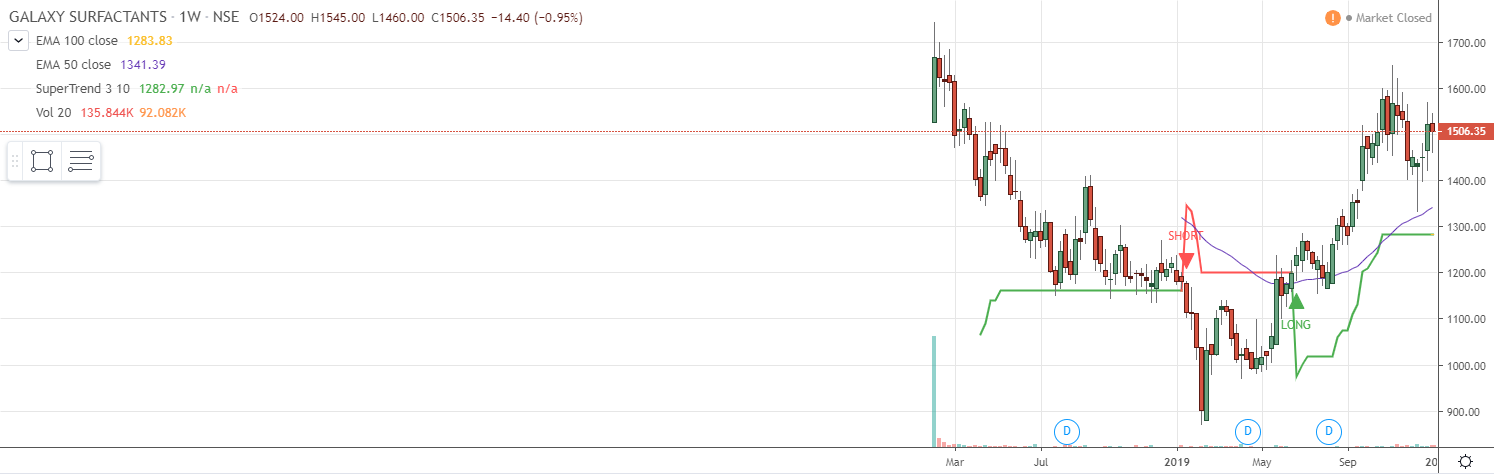 GALAXY SURFACTANTS · 1W · NSE O1524.00 H1545.00 L1460.00 C1506.35 −14.40 (−0.95%)
! Market Closed
EMA 100 close 1283.83
EMA 50 close 1341.39
SuperTrend 3 10 1282.97 n/a n/a
Vol 20 135.844K 92.082K
1700.00
1600.00
1506.35
1400.00
1300.00
1200.00
1100.00
1000.00
900.00
SHORT
LONG
D D D
Mar Jul 2019 May Sep 20